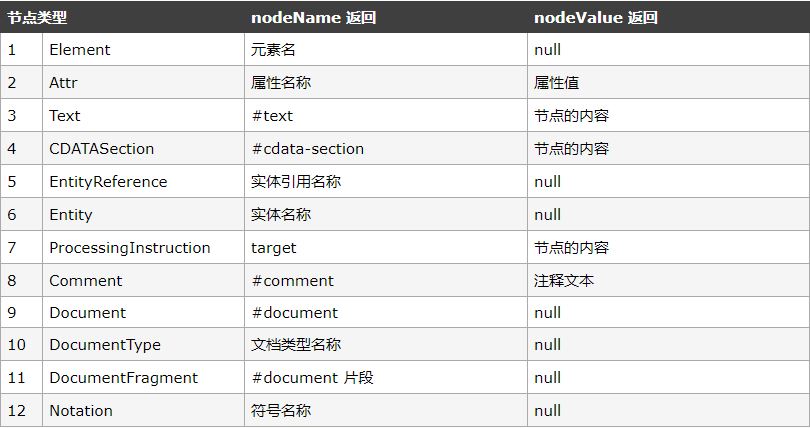 节点类型 nodeName 返回 nodeValue 返回
1 Element 元素名 null
2 Attr 属性名称 属性值
3 Text #text 节点的内容
4 CDATASection #cdata-section 节点的内容
5 EntityReference 实体引用名称 null
6 Entity 实体名称 null
7 ProcessingInstruction target 节点的内容
8 Comment #comment 注释文本
9 Document #document null
10 DocumentType 文档类型名称 null
11 DocumentFragment #document 片段 null
12 Notation 符号名称 null